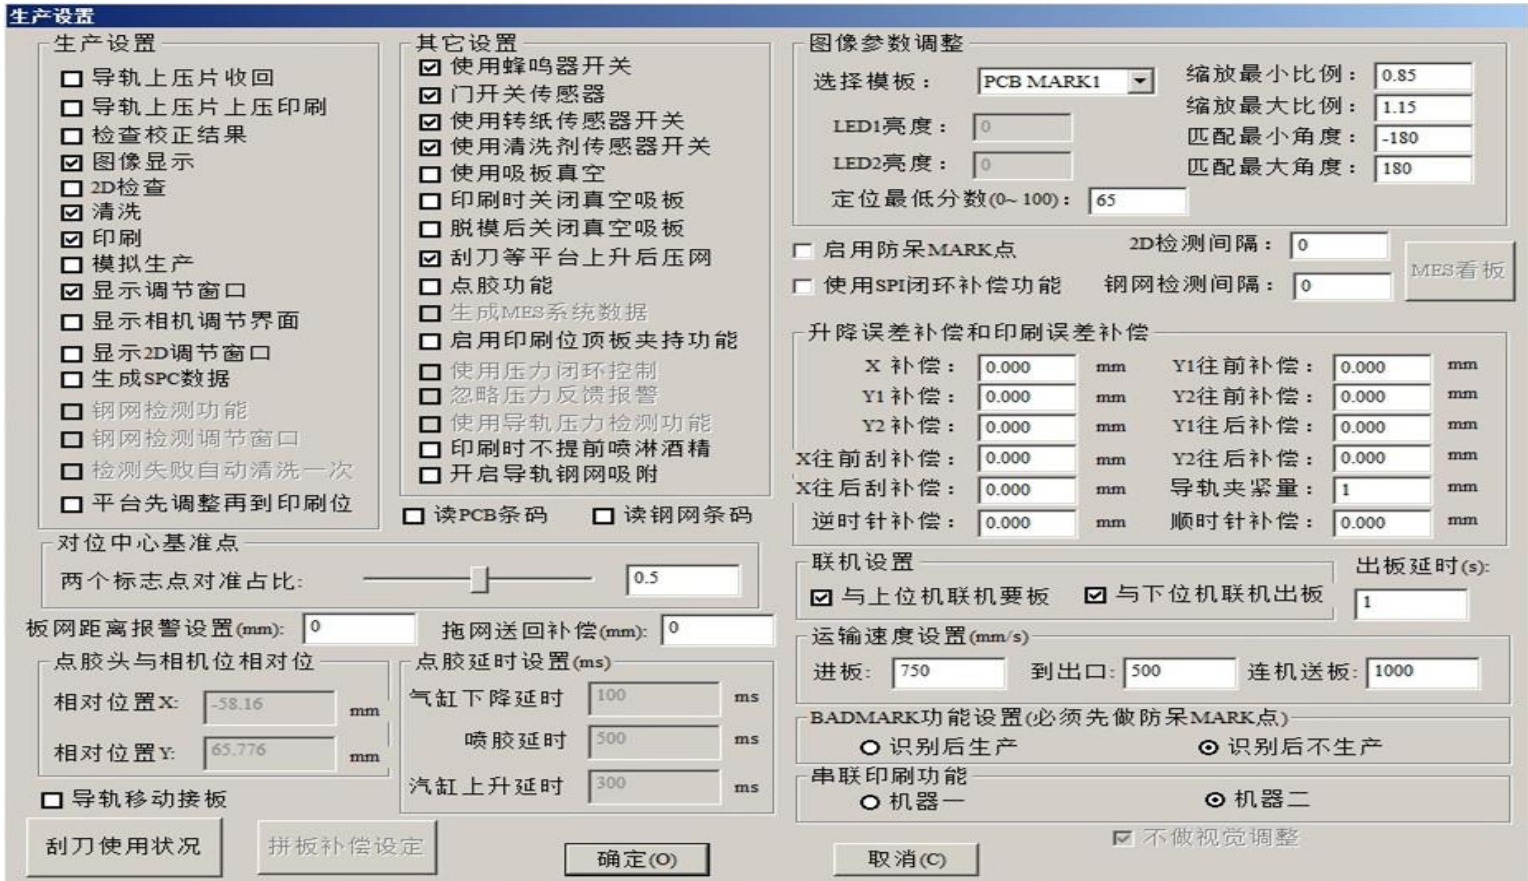 生产设置
生产设置
导轨上压片收回
导轨上压片上压印刷
检查校正结果
图像显示
2D检查
清洗
印刷
模拟生产
显示调节窗口
显示相机调节界面
显示2D调节窗口
生成SPC数据
钢网检测功能
钢网检测调节窗口
检测失败自动清洗一次
平台先调整再到印刷位
其它设置
使用蜂鸣器开关
门开关传感器
使用转纸传感器开关
使用清洗剂传感器开关
使用吸板真空
印刷时关闭真空吸板
脱模后关闭真空吸板
刮刀等平台上升后压网
点胶功能
生成MES系统数据
启用印刷位顶板夹持功能
使用压力闭环控制
忽略压力反馈报警
使用导轨压力检测功能
印刷时不提前喷淋酒精
开启导轨钢网吸附
读PCB条码 读钢网条码
对位中心基准点
两个标志点对准占比: 0.5
板网距离报警设置(mm): 0 拖网送回补偿(mm): 0
点胶头与相机位相对位
相对位置X: -58.16 mm
相对位置Y: 65.776 mm
点胶延时设置(ms)
气缸下降延时 100 ms
喷胶延时 500 ms
汽缸上升延时 300 ms
导轨移动接板
刮刀使用状况 拼板补偿设定
图像参数调整
选择模板: PCB MARK1 缩放最小比例: 0.85
缩放最大比例: 1.15
LED1亮度: 0 匹配最小角度: -180
LED2亮度: 0 匹配最大角度: 180
定位最低分数(0~100): 65
启用防呆MARK点 2D检测间隔: 0
使用SPI闭环补偿功能 钢网检测间隔: 0
MES看板
升降误差补偿和印刷误差补偿
X 补偿: 0.000 mm Y1往前补偿: 0.000 mm
Y1补偿: 0.000 mm Y2往前补偿: 0.000 mm
Y2补偿: 0.000 mm Y1往后补偿: 0.000 mm
X往前刮补偿: 0.000 mm Y2往后补偿: 0.000 mm
X往后刮补偿: 0.000 mm 导轨夹紧量: 1 mm
逆时针补偿: 0.000 mm 顺时针补偿: 0.000 mm
联机设置
与上位机联机要板 与下位机联机出板
出板延时(s):
1
运输速度设置(mm/s)
进板: 750 到出口: 500 连机送板: 1000
BADMARK功能设置(必须先做防呆MARK点)
识别后生产 识别后不生产
串联印刷功能
机器一 机器二
不做视觉调整
确定(O) 取消(C)